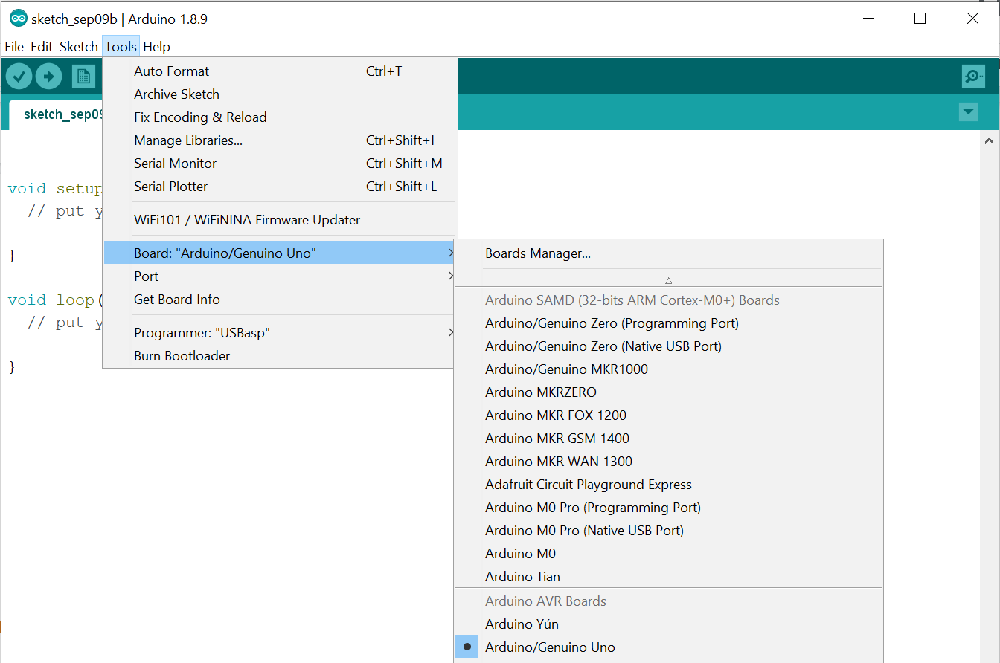 sketch_sep09b | Arduino 1.8.9
File Edit Sketch Tools Help
sketch_sep09
void setup
// put y
}
void loop(
// put y
}
Auto Format Ctrl+T
Archive Sketch
Fix Encoding & Reload
Manage Libraries... Ctrl+Shift+I
Serial Monitor Ctrl+Shift+M
Serial Plotter Ctrl+Shift+L
WiFi101 / WiFiNINA Firmware Updater
Board: "Arduino/Genuino Uno"
Port
Get Board Info
Programmer: "USBasp"
Burn Bootloader
Boards Manager...
Arduino SAMD (32-bits ARM Cortex-M0+) Boards
Arduino/Genuino Zero (Programming Port)
Arduino/Genuino Zero (Native USB Port)
Arduino/Genuino MKR1000
Arduino MKRZERO
Arduino MKR FOX 1200
Arduino MKR GSM 1400
Arduino MKR WAN 1300
Adafruit Circuit Playground Express
Arduino M0 Pro (Programming Port)
Arduino M0 Pro (Native USB Port)
Arduino M0
Arduino Tian
Arduino AVR Boards
Arduino Yún
Arduino/Genuino Uno